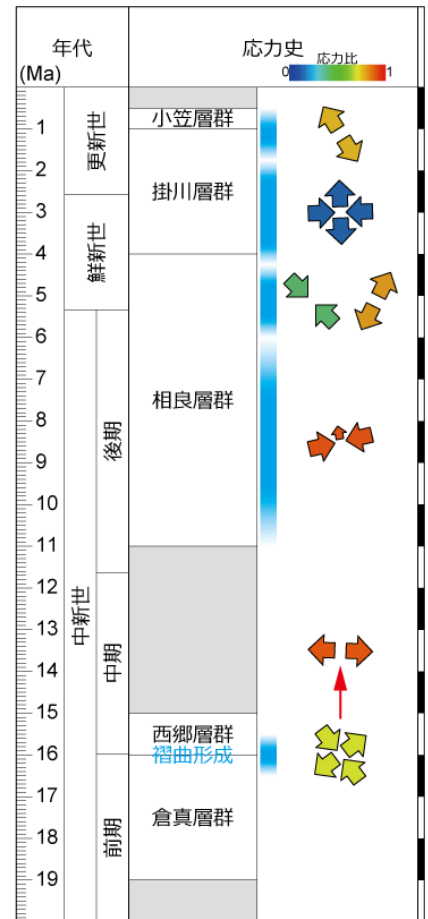 年代
応力史
応力比
(Ma)
0
1
小笠層群
1
更新世
2
掛川層群
3
鮮新世
4
5
6
7
相良層群
8
後期
9
10
11
12
中新世
13
中期
14
15
西郷層群
16
褶曲形成
17
倉真層群
前期
18
19